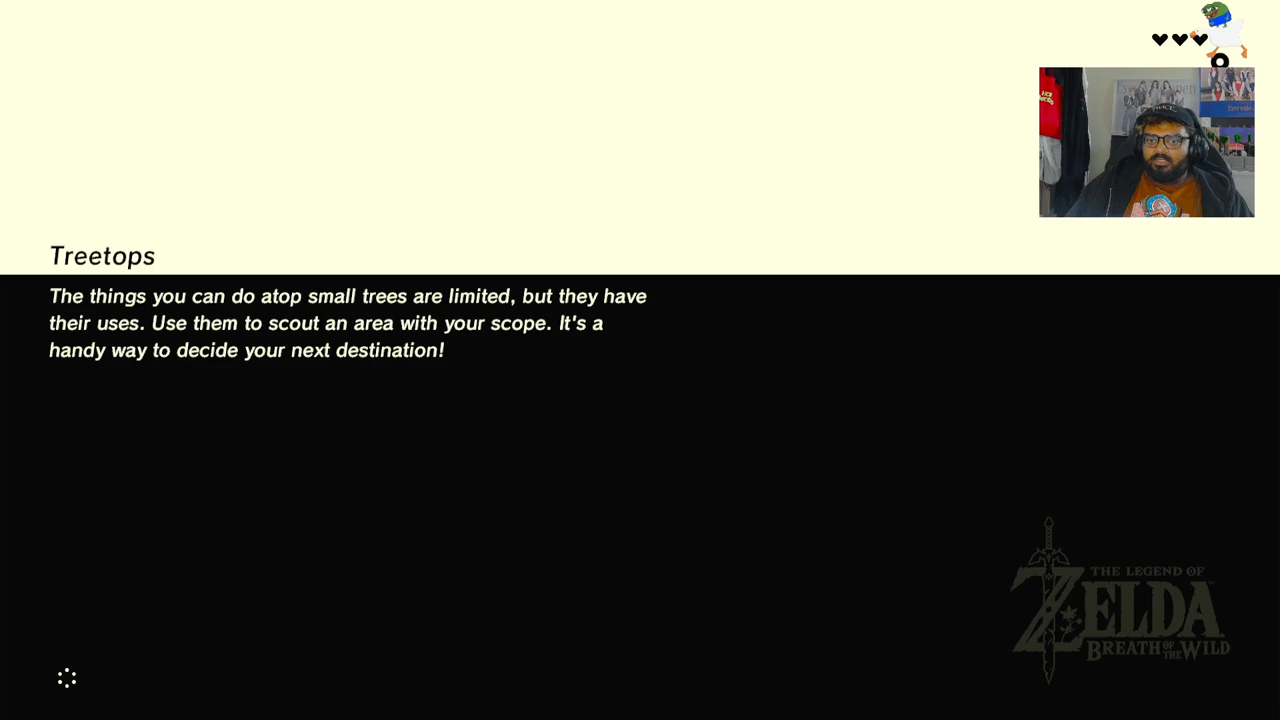 Treetops
The things you can do atop small trees are limited, but they have
their uses. Use them to scout an area with your scope. It's a
handy way to decide your next destination!
THE LEGEND OF
ZELDA
BREATH OF THE WILD